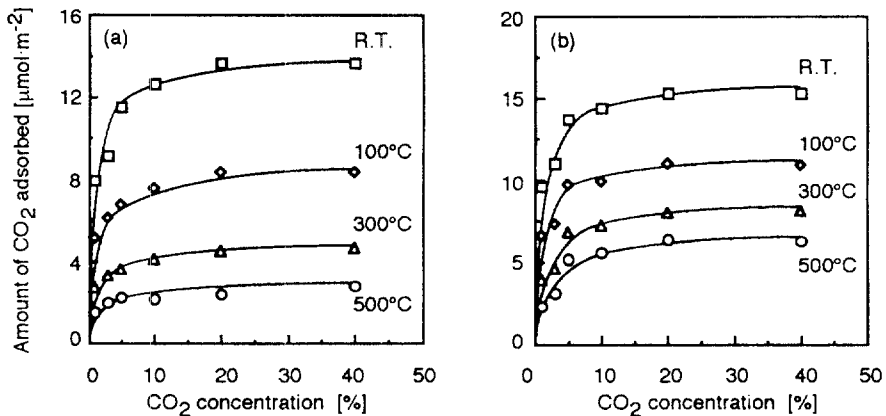 Amount of CO2 adsorbed [μmol·m-2]
(a)
R.T.
100°C
300°C
500°C
16
12
8
4
0
0 10 20 30 40 50
CO2 concentration [%]
(b)
R.T.
100°C
300°C
500°C
20
15
10
5
0
0 10 20 30 40 50
CO2 concentration [%]